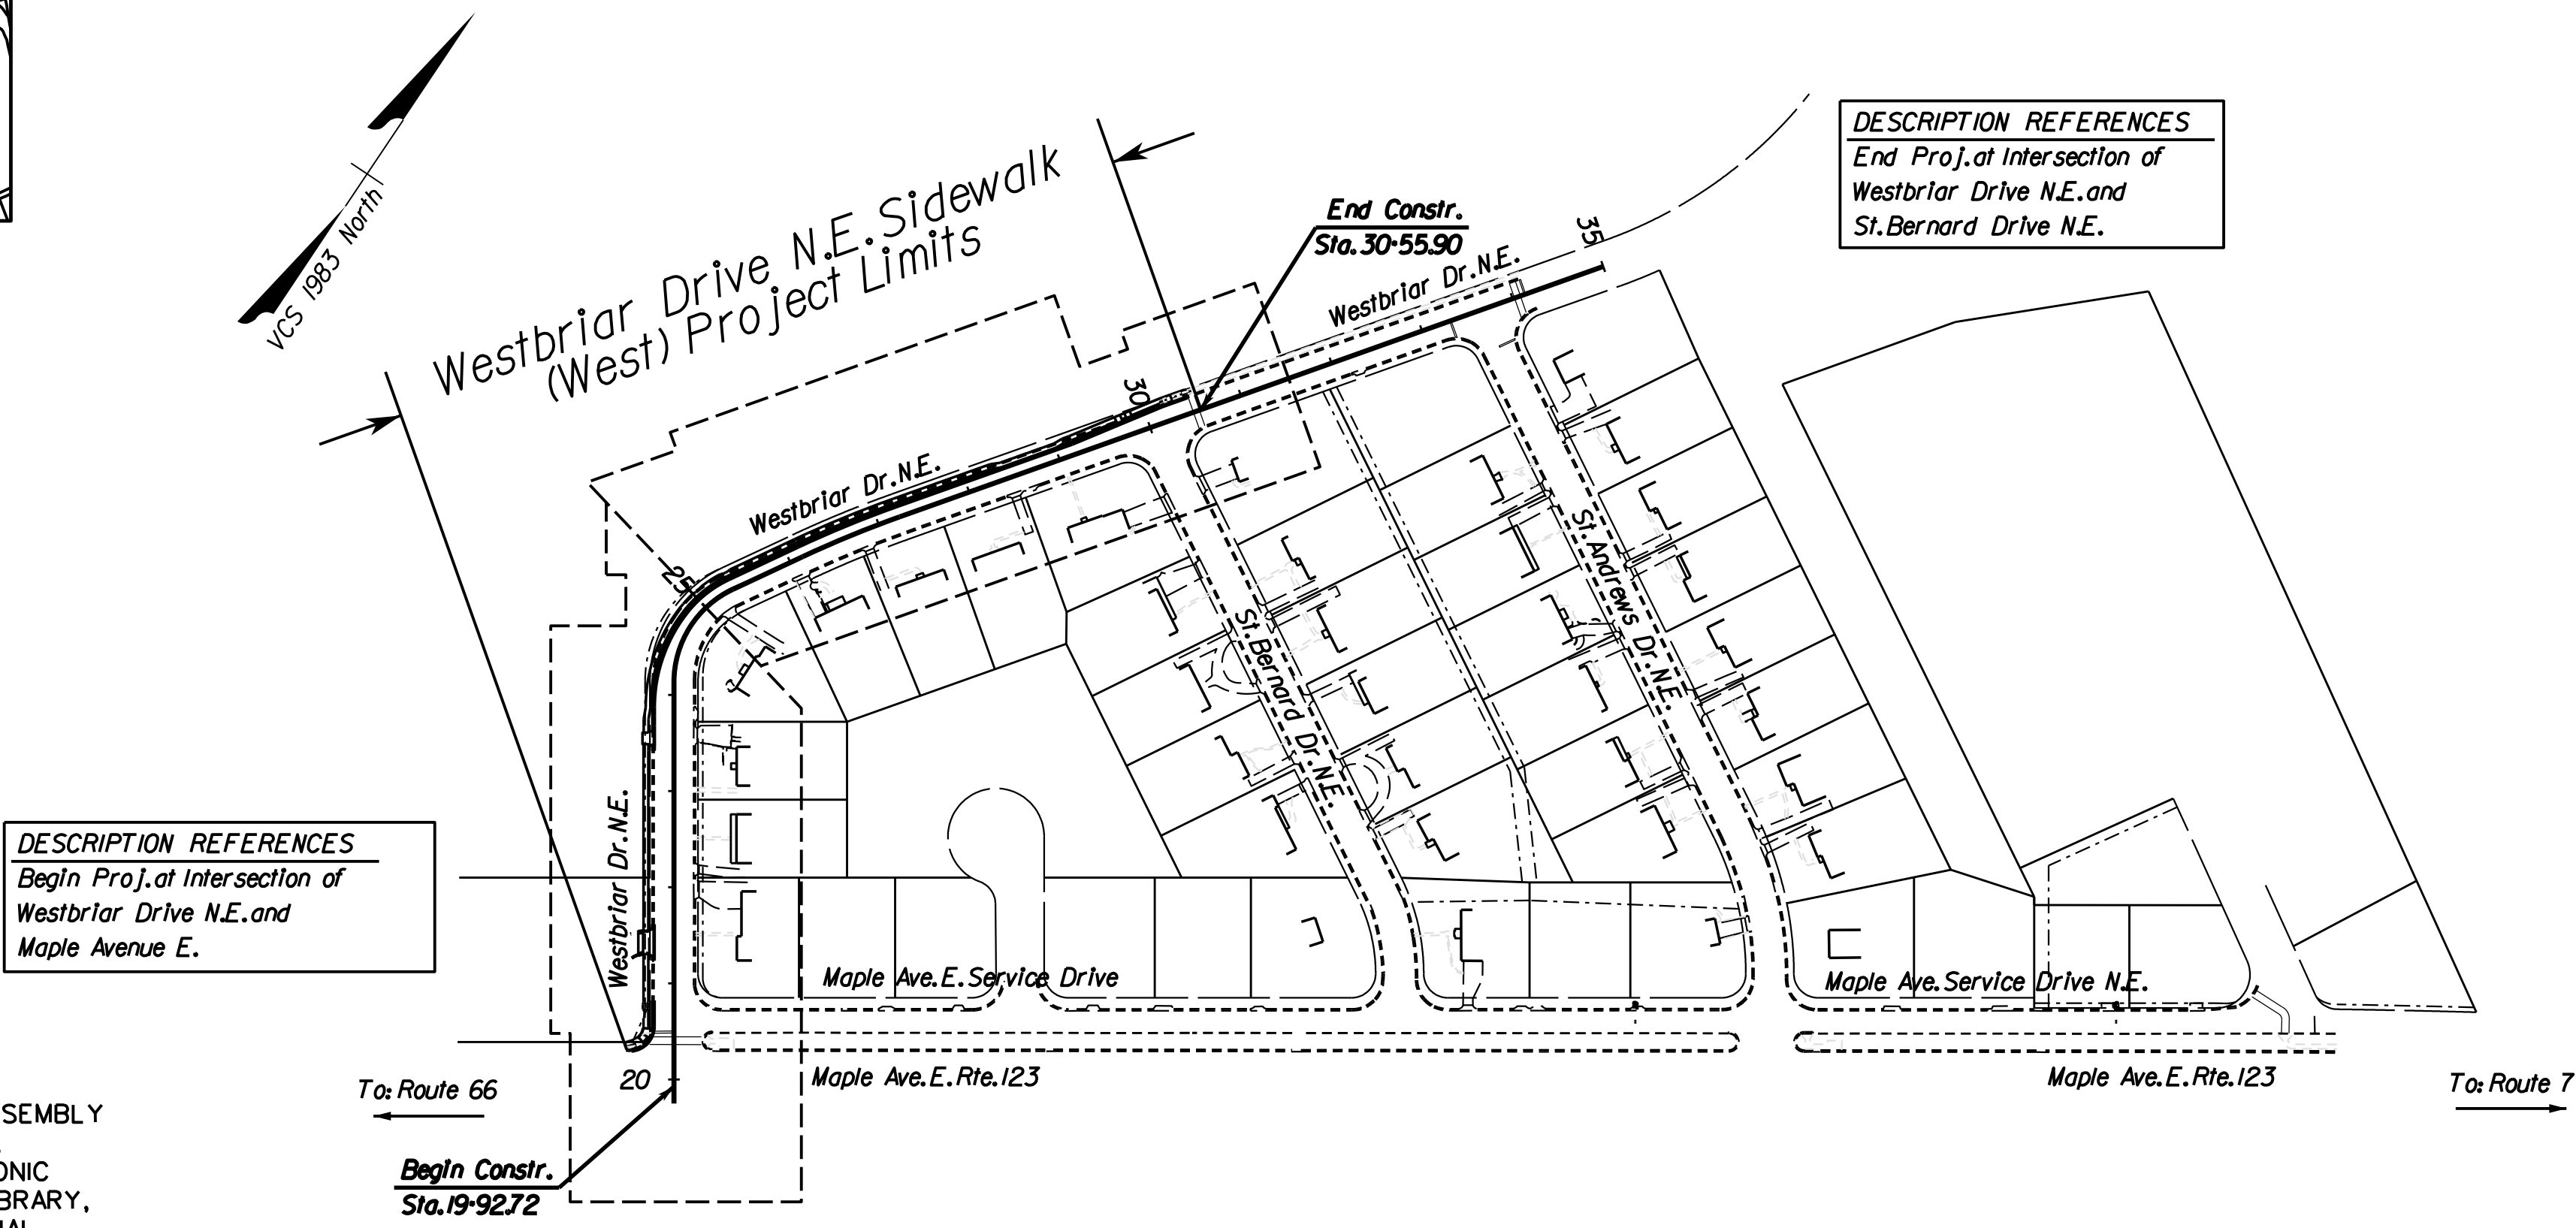 VCS 1983 North
Westbriar Drive N.E. Sidewalk
(West) Project Limits
End Constr.
Sta. 30+55.90
DESCRIPTION REFERENCES
End Proj. at Intersection of
Westbriar Drive N.E. and
St. Bernard Drive N.E.
35
Westbriar Dr. N.E.
30
Westbriar Dr. N.E.
25
St. Andrews Dr. N.E.
St. Bernard Dr. N.E.
Westbriar Dr. N.E.
DESCRIPTION REFERENCES
Begin Proj. at Intersection of
Westbriar Drive N.E. and
Maple Avenue E.
Maple Ave. E. Service Drive
Maple Ave. Service Drive N.E.
20
To: Route 66
Maple Ave. E. Rte. 123
Maple Ave. E. Rte. 123
To: Route 7
Begin Constr.
Sta. 19+92.72
SEMBLY
ONIC
BRARY,